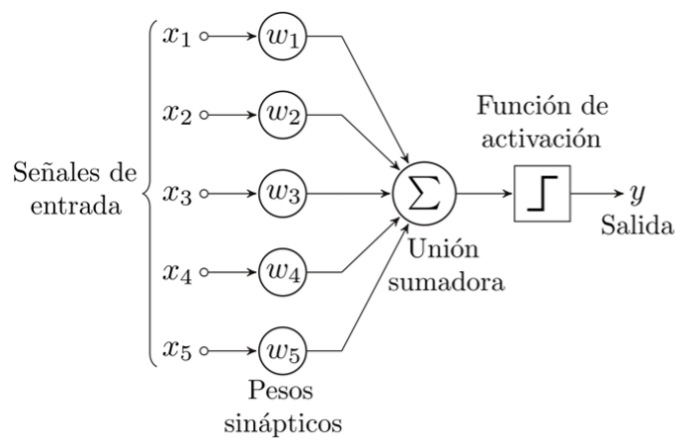 x₁ w₁
x₂ w₂
Función de
activación
Señales de
entrada
x₃ w₃ Σ y
Salida
Unión
sumadora
x₄ w₄
x₅ w₅
Pesos
sinápticos